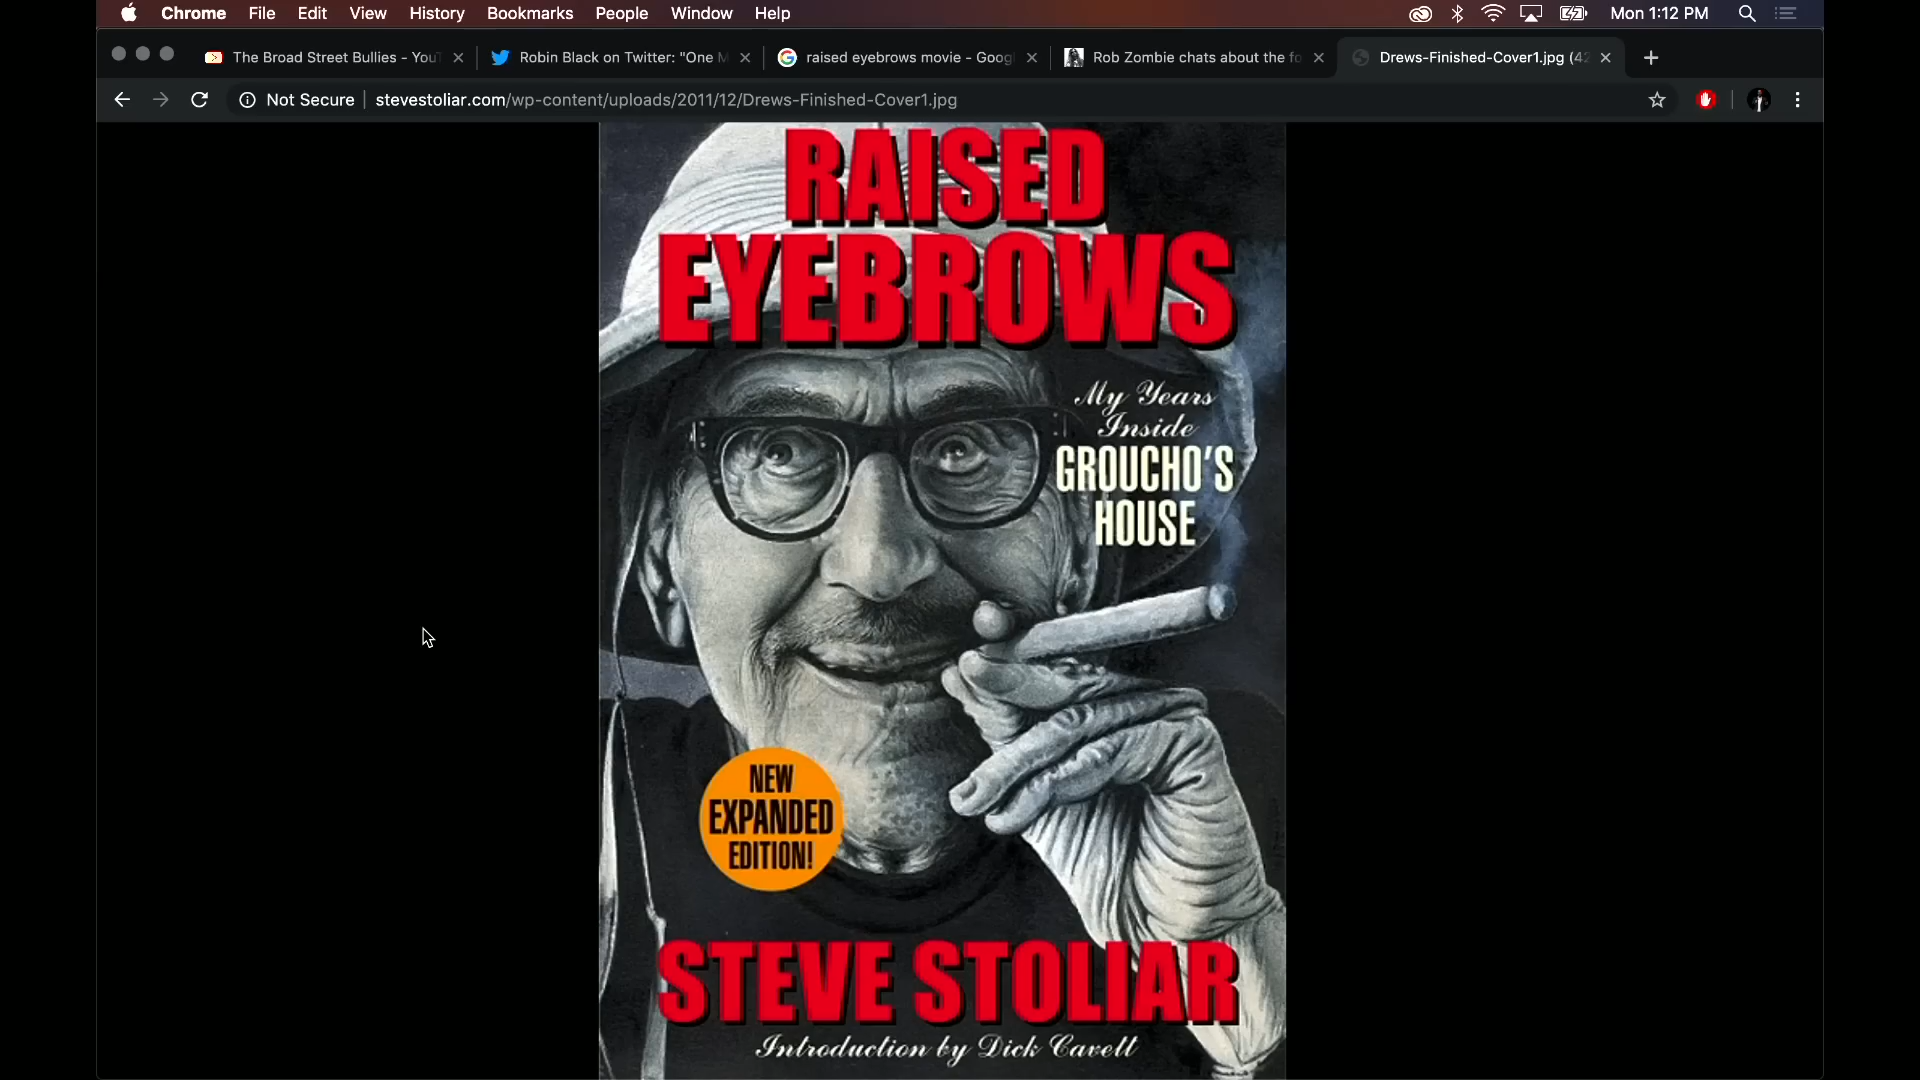 Chrome File Edit View History Bookmarks People Window Help Mon 1:12 PM
The Broad Street Bullies - You
Robin Black on Twitter: "One M
raised eyebrows movie - Goog
Rob Zombie chats about the fo
Drews-Finished-Cover1.jpg (42
Not Secure stevestoliar.com/wp-content/uploads/2011/12/Drews-Finished-Cover1.jpg
RAISED
EYEBROWS
My Years
Inside
GROUCHO'S
HOUSE
NEW
EXPANDED
EDITION!
STEVE STOLIAR
Introduction by Dick Cavett